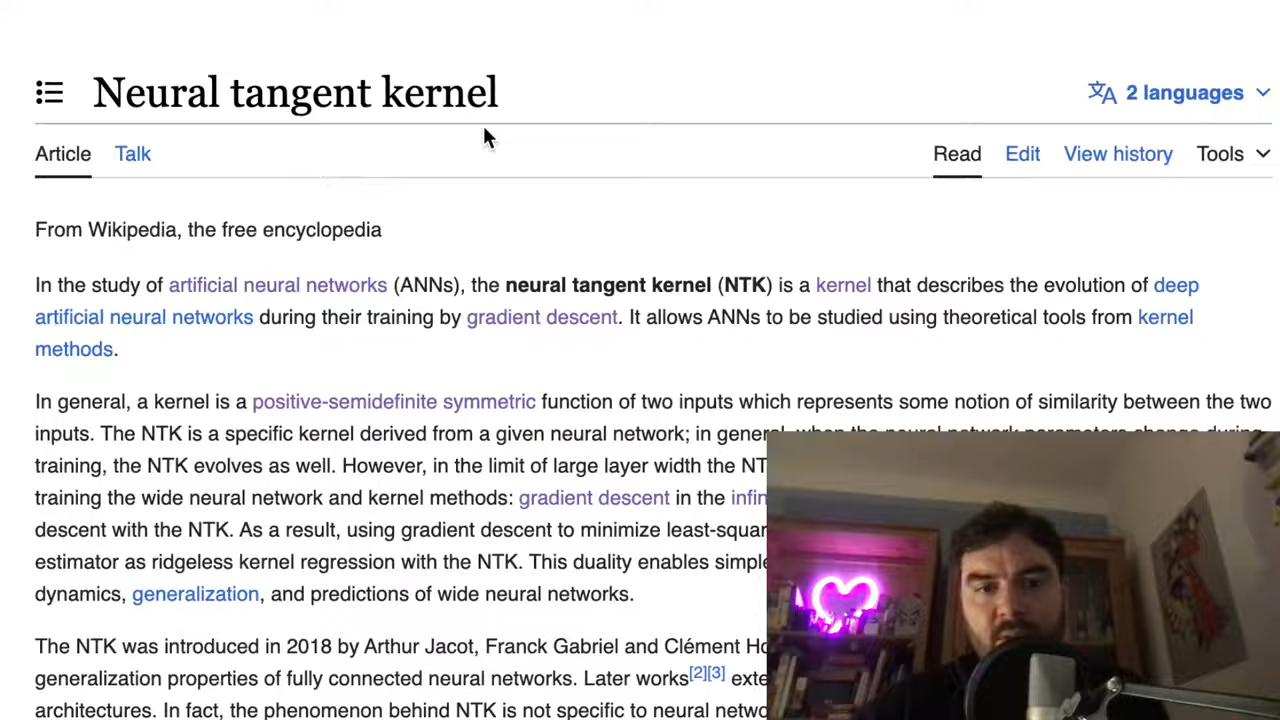 Neural tangent kernel
2 languages
Article Talk Read Edit View history Tools
From Wikipedia, the free encyclopedia
In the study of artificial neural networks (ANNs), the neural tangent kernel (NTK) is a kernel that describes the evolution of deep
artificial neural networks during their training by gradient descent. It allows ANNs to be studied using theoretical tools from kernel
methods.
In general, a kernel is a positive-semidefinite symmetric function of two inputs which represents some notion of similarity between the two
inputs. The NTK is a specific kernel derived from a given neural network; in general, when the neural network parameters change during
training, the NTK evolves as well. However, in the limit of large layer width the NT
training the wide neural network and kernel methods: gradient descent in the infin
descent with the NTK. As a result, using gradient descent to minimize least-squar
estimator as ridgeless kernel regression with the NTK. This duality enables simple
dynamics, generalization, and predictions of wide neural networks.
The NTK was introduced in 2018 by Arthur Jacot, Franck Gabriel and Clément Ho
generalization properties of fully connected neural networks. Later works[2][3] exte
architectures. In fact, the phenomenon behind NTK is not specific to neural netwo